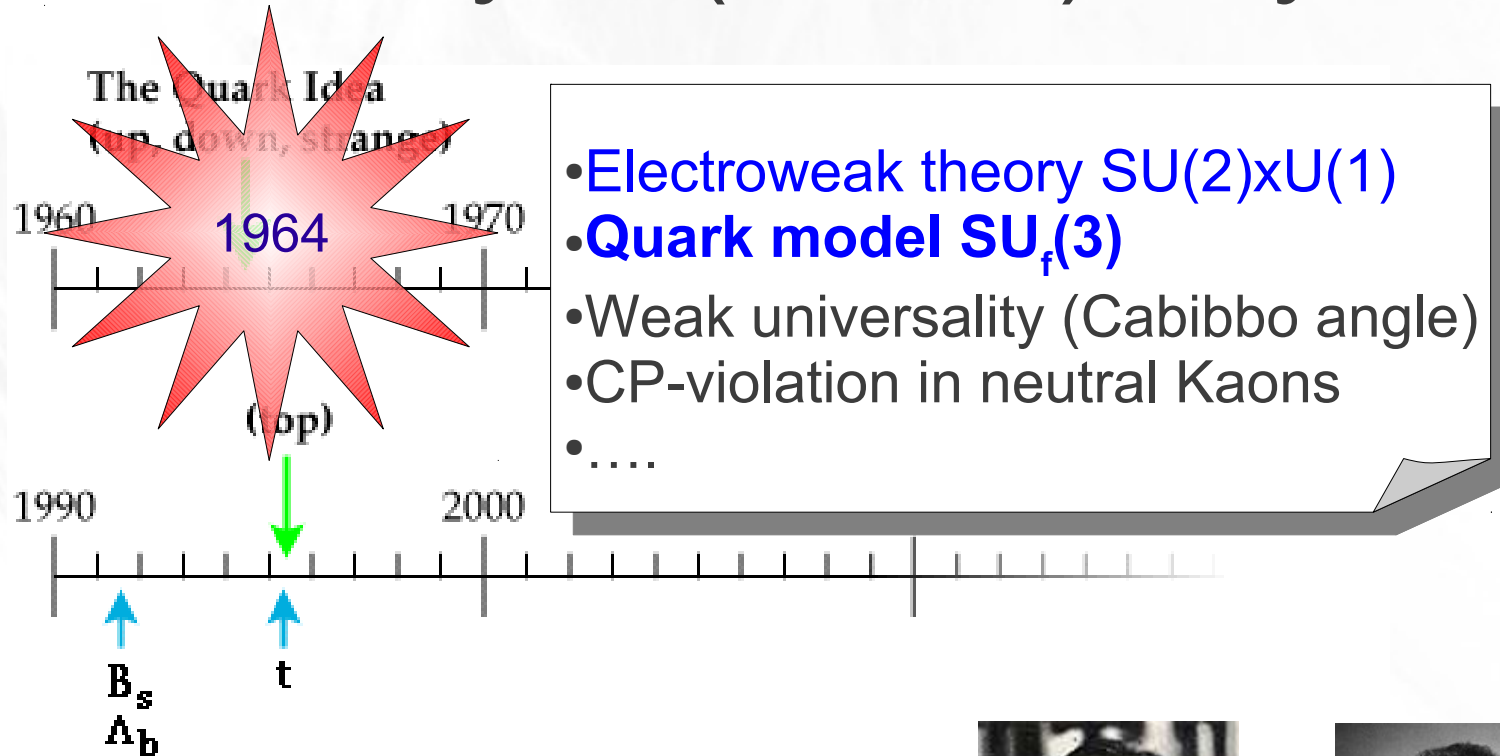 The Quark Idea
(up, down, strange)
1960
1964
1970
•Electroweak theory SU(2)xU(1)
•Quark model SUf(3)
•Weak universality (Cabibbo angle)
•CP-violation in neutral Kaons
•....
(top)
1990
2000
Bs
Λb
t